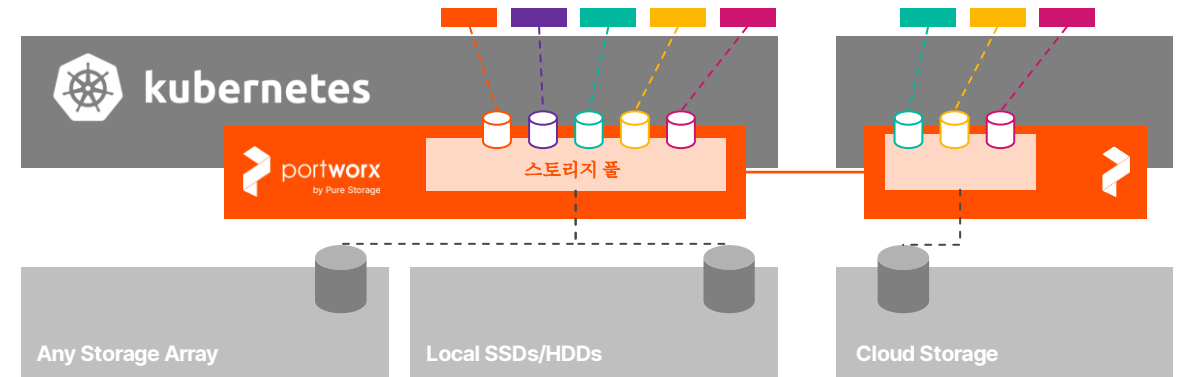 kubernetes
portworx
by Pure Storage
스토리지 풀
Any Storage Array
Local SSDs/HDDs
Cloud Storage